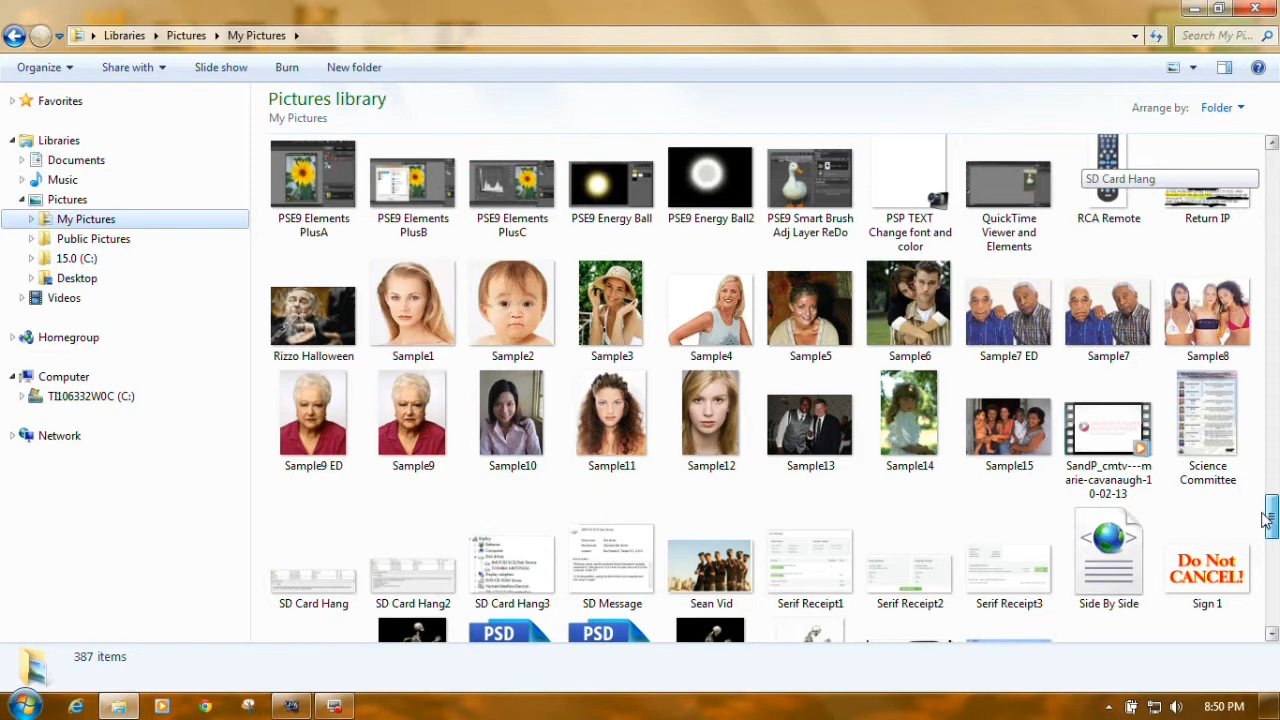 Libraries
Pictures
My Pictures
Search My Pi...
Organize
Share with
Slide show
Burn
New folder
Favorites
Libraries
Documents
Music
Pictures
My Pictures
Public Pictures
15.0 (C:)
Desktop
Videos
Homegroup
Computer
TI106332W0C (C:)
Network
Pictures library
My Pictures
Arrange by:
Folder
SD Card Hang
PSE9 Elements
PlusA
PSE9 Elements
PlusB
PSE9 Elements
PlusC
PSE9 Energy Ball
PSE9 Energy Ball2
PSE9 Smart Brush
Adj Layer ReDo
PSP TEXT
Change font and
color
QuickTime
Viewer and
Elements
RCA Remote
Return IP
Rizzo Halloween
Sample1
Sample2
Sample3
Sample4
Sample5
Sample6
Sample7 ED
Sample7
Sample8
Sample9 ED
Sample9
Sample10
Sample11
Sample12
Sample13
Sample14
Sample15
SandP_cmtv---m
arie-cavanaugh-1
0-02-13
Science
Committee
Do Not
CANCEL!
SD Card Hang
SD Card Hang2
SD Card Hang3
SD Message
Sean Vid
Serif Receipt1
Serif Receipt2
Serif Receipt3
Side By Side
Sign 1
PSD
PSD
387 items
8:50 PM